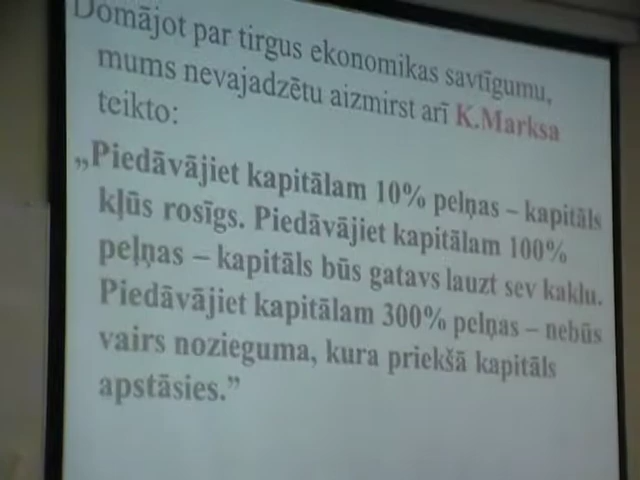 Domājot par tirgus ekonomikas savtīgumu,
mums nevajadzētu aizmirst arī K.Marksa
teikto:
„Piedāvājiet kapitālam 10% peļņas – kapitāls
kļūs rosīgs. Piedāvājiet kapitālam 100%
peļņas – kapitāls būs gatavs lauzt sev kaklu.
Piedāvājiet kapitālam 300% peļņas – nebūs
vairs nozieguma, kura priekšā kapitāls
apstāsies.”